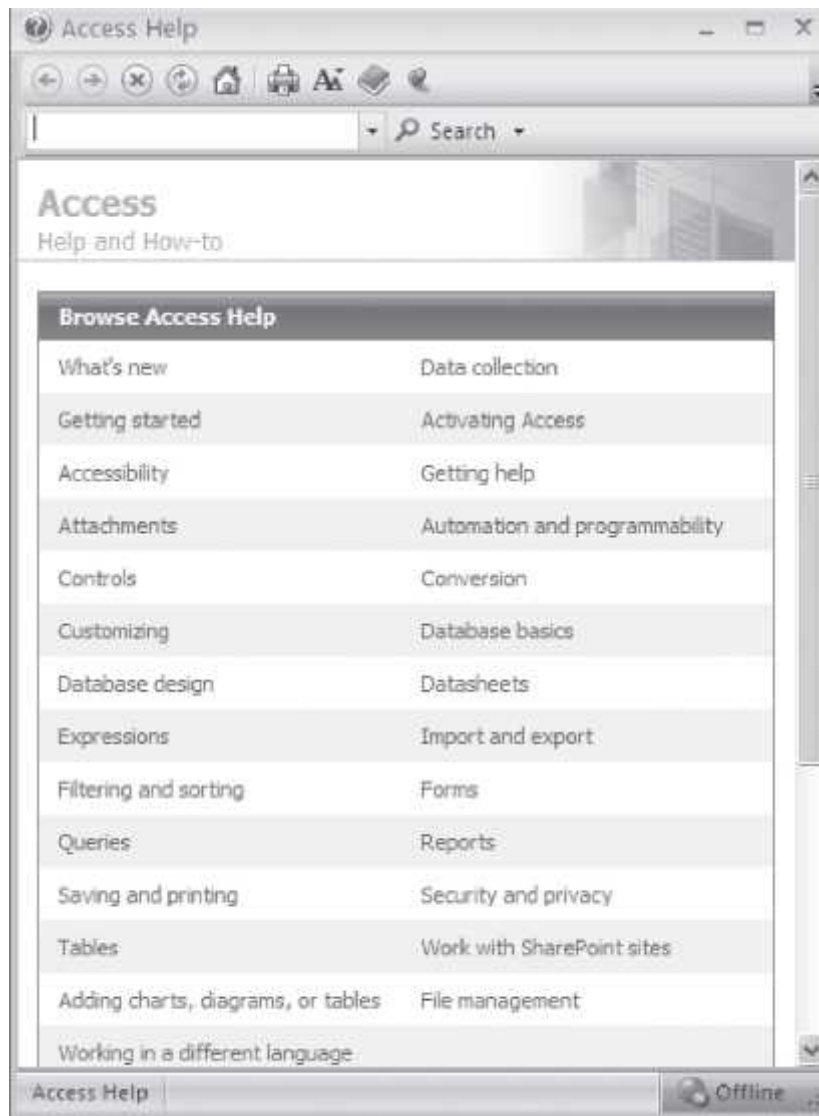 Access Help
Search
Access
Help and How-to
Browse Access Help
What's new Data collection
Getting started Activating Access
Accessibility Getting help
Attachments Automation and programmability
Controls Conversion
Customizing Database basics
Database design Datasheets
Expressions Import and export
Filtering and sorting Forms
Queries Reports
Saving and printing Security and privacy
Tables Work with SharePoint sites
Adding charts, diagrams, or tables File management
Working in a different language
Access Help Offline